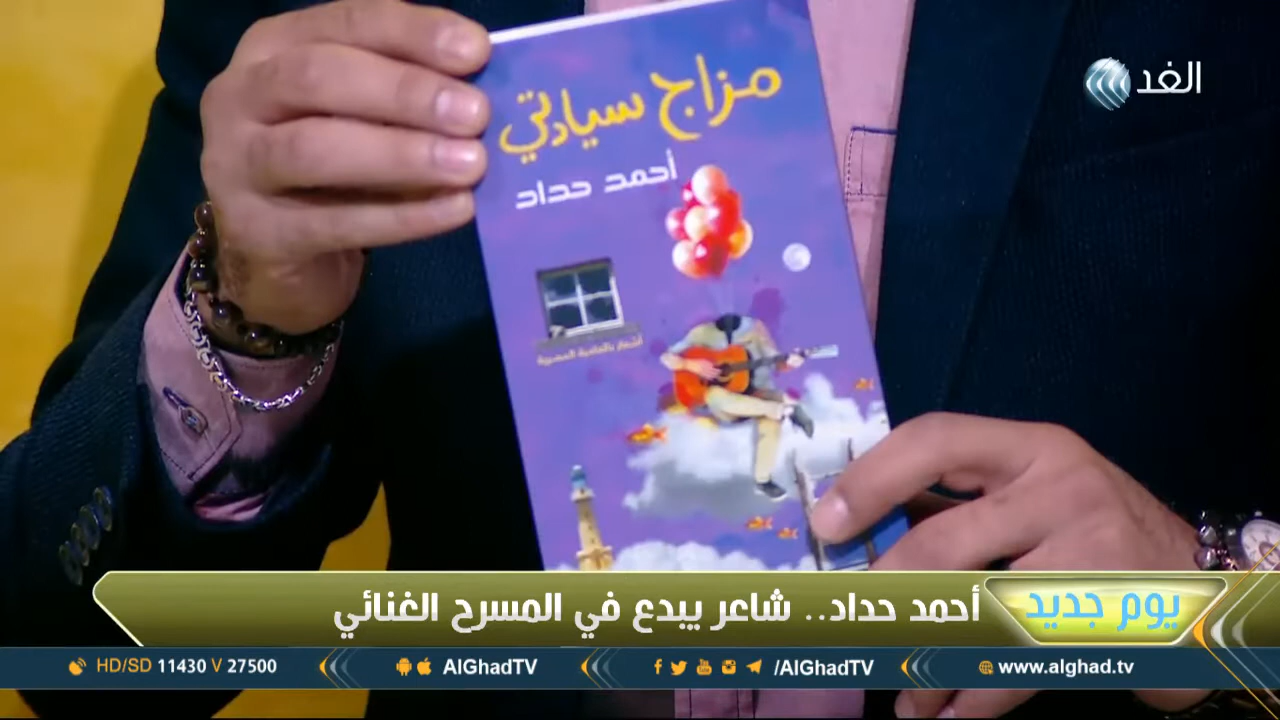 الغد
مزاج سيادتي
أحمد حداد
أشعار بالعامية المصرية
يوم جديد
أحمد حداد.. شاعر يبدع في المسرح الغنائي
HD/SD 11430 V 27500
AlGhadTV
/AlGhadTV
www.alghad.tv